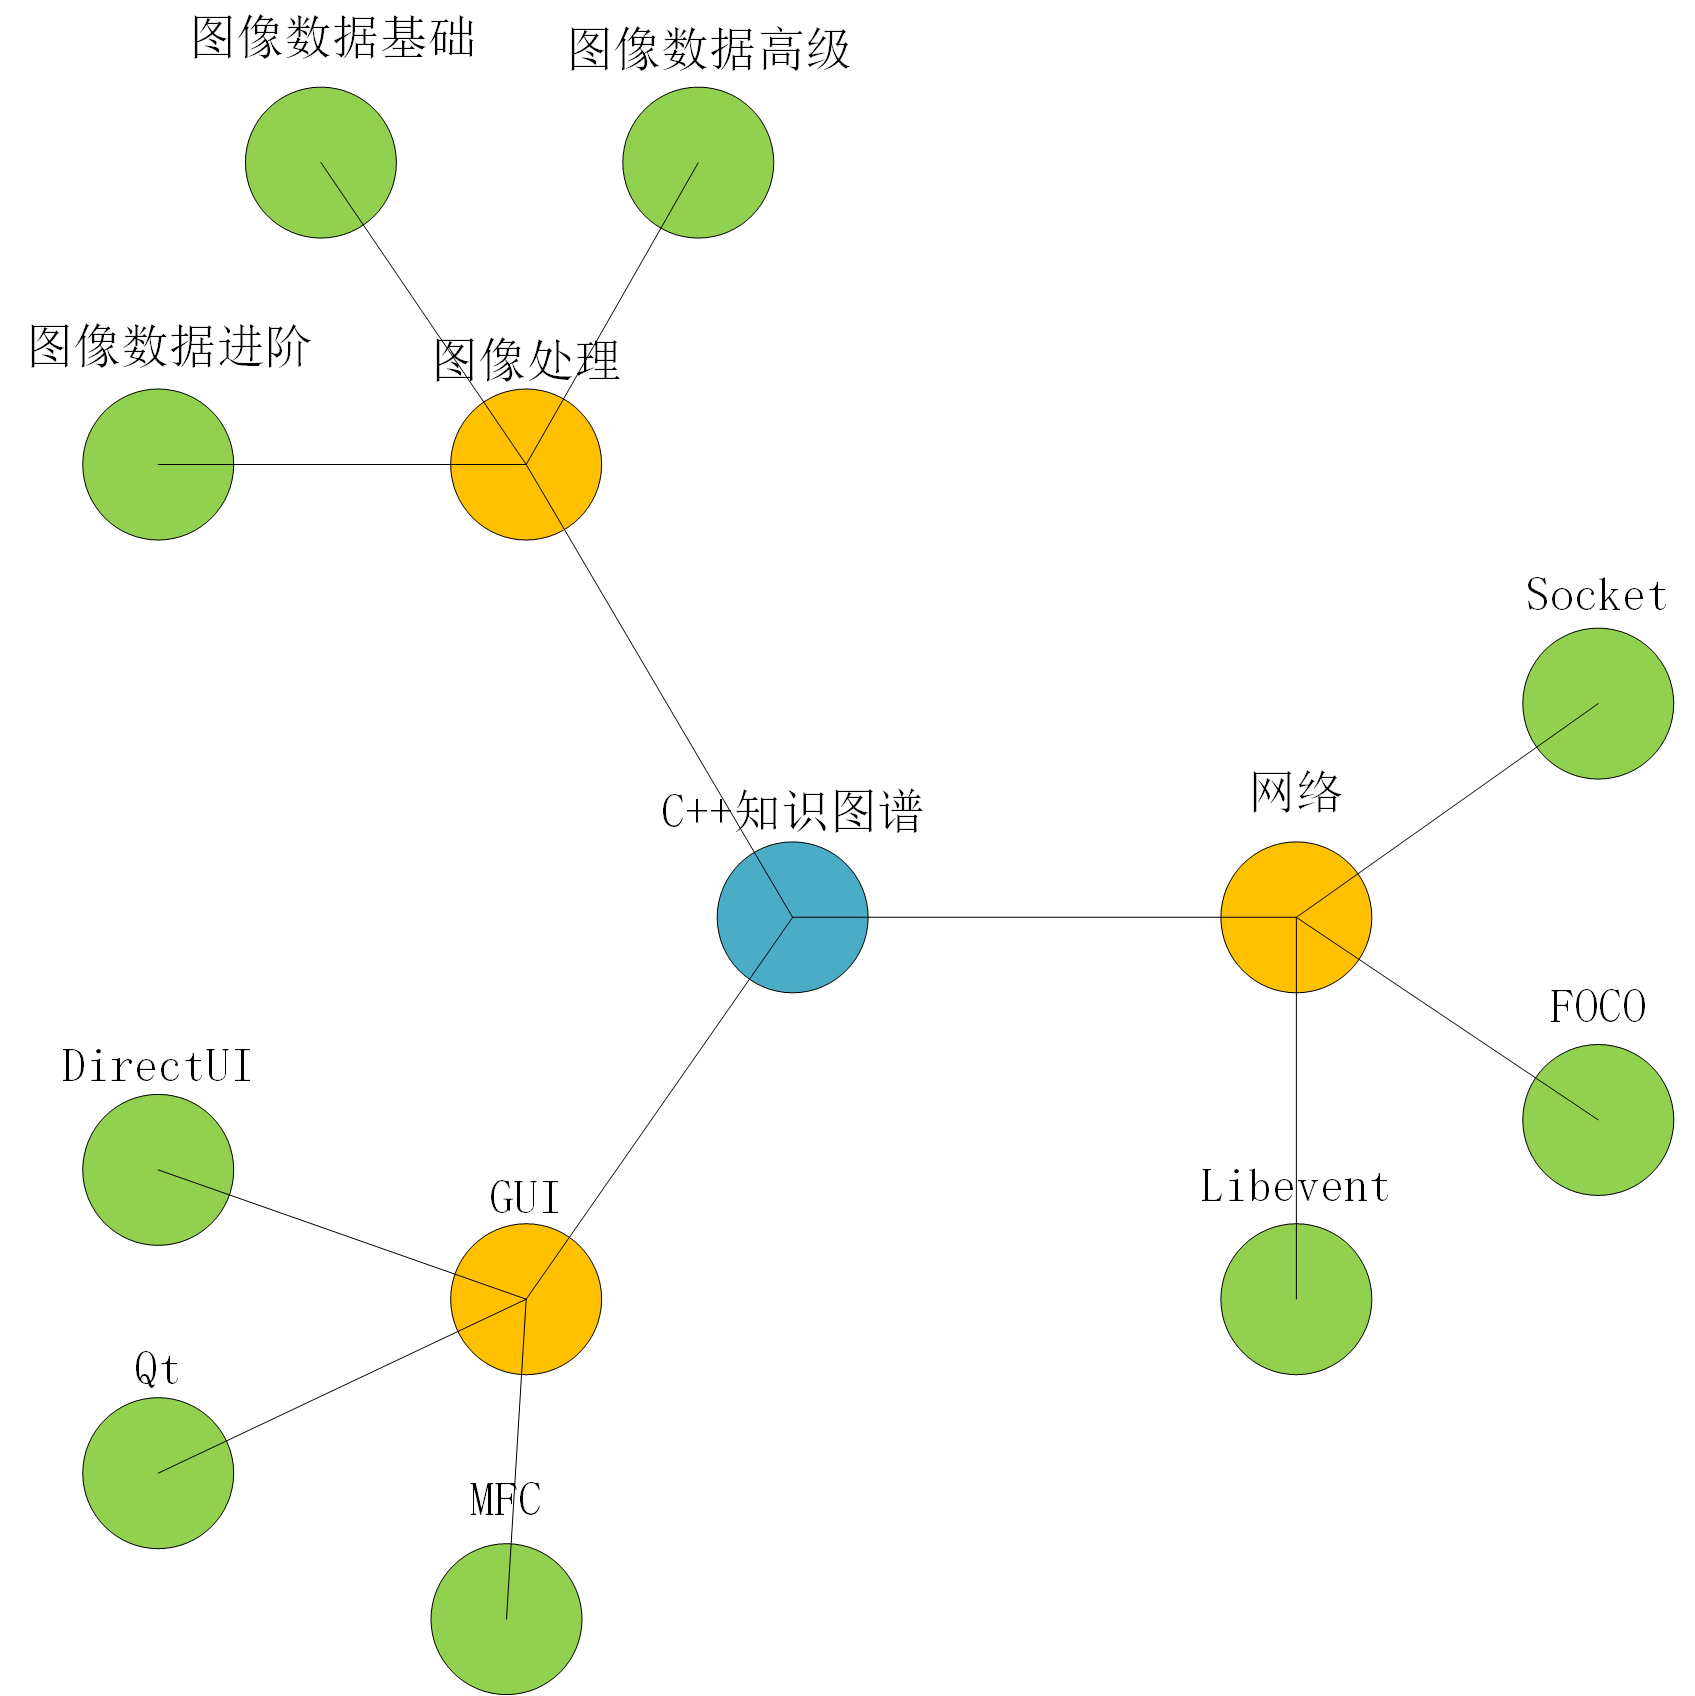 图像数据基础
图像数据高级
图像数据进阶
图像处理
Socket
网络
C++知识图谱
FOCO
DirectUI
Libevent
GUI
Qt
MFC